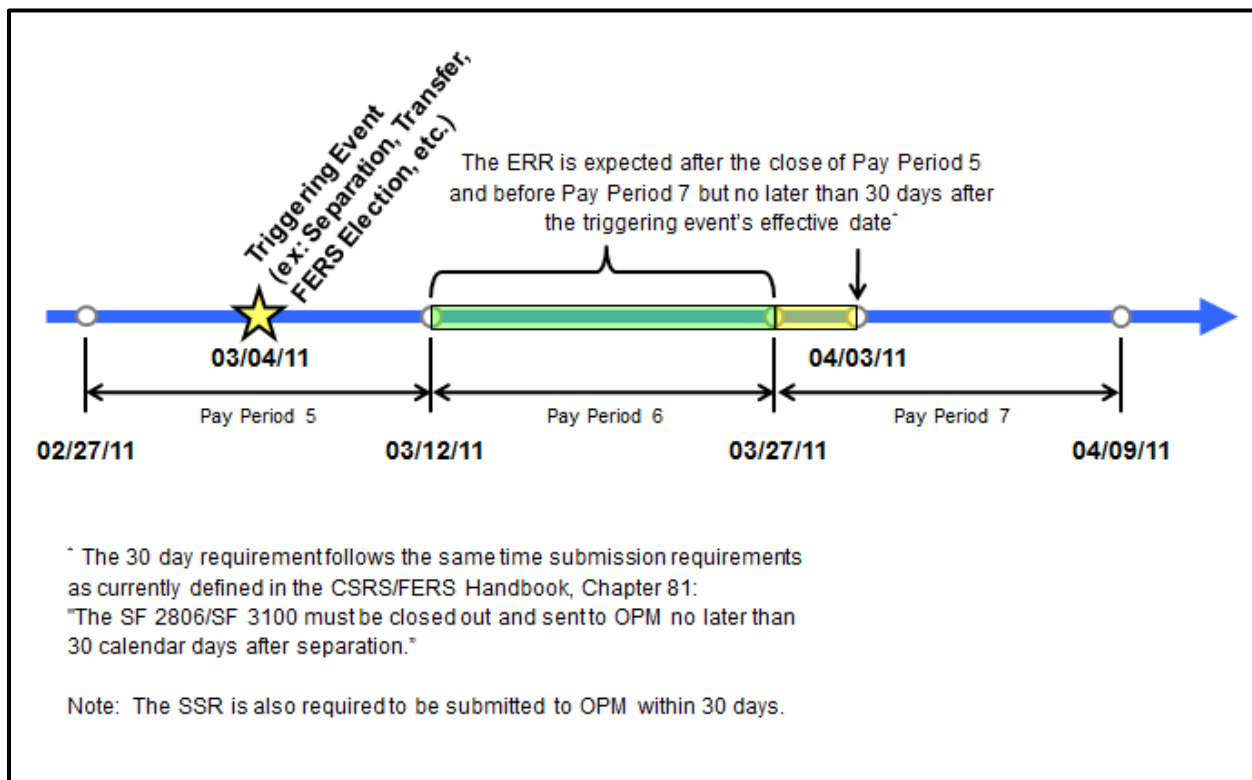 Triggering Event
(ex: Separation, Transfer,
FERS Election, etc.)
The ERR is expected after the close of Pay Period 5
and before Pay Period 7 but no later than 30 days after
the triggering event's effective date*
03/04/11
04/03/11
Pay Period 5
Pay Period 6
Pay Period 7
02/27/11
03/12/11
03/27/11
04/09/11
* The 30 day requirement follows the same time submission requirements
as currently defined in the CSRS/FERS Handbook, Chapter 81:
"The SF 2806/SF 3100 must be closed out and sent to OPM no later than
30 calendar days after separation."
Note: The SSR is also required to be submitted to OPM within 30 days.